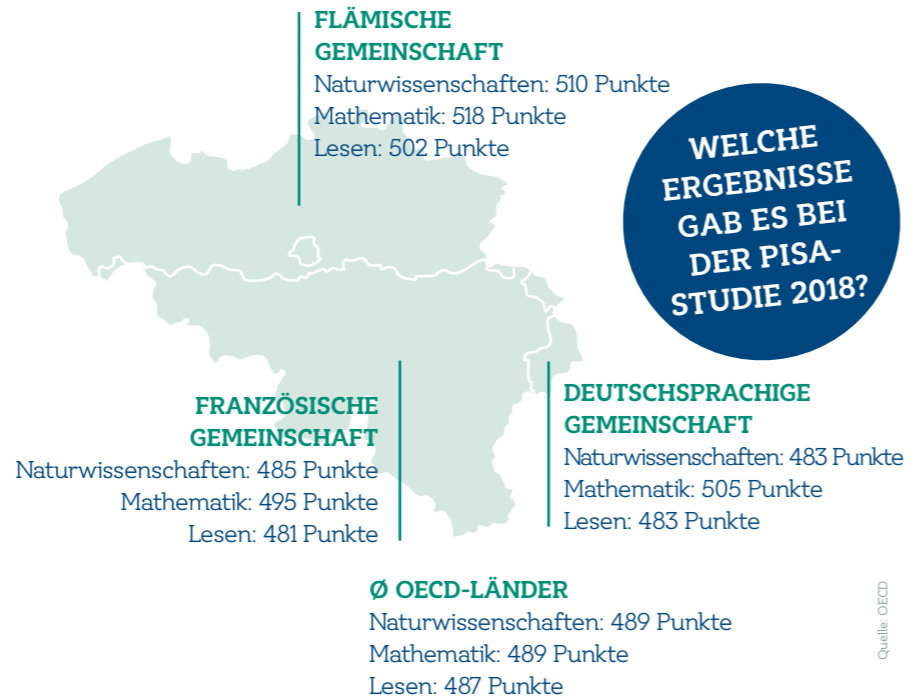 FLÄMISCHE
GEMEINSCHAFT
Naturwissenschaften: 510 Punkte
Mathematik: 518 Punkte
Lesen: 502 Punkte
WELCHE
ERGEBNISSE
GAB ES BEI
DER PISA-
STUDIE 2018?
FRANZÖSISCHE
GEMEINSCHAFT
Naturwissenschaften: 485 Punkte
Mathematik: 495 Punkte
Lesen: 481 Punkte
DEUTSCHSPRACHIGE
GEMEINSCHAFT
Naturwissenschaften: 483 Punkte
Mathematik: 505 Punkte
Lesen: 483 Punkte
Ø OECD-LÄNDER
Naturwissenschaften: 489 Punkte
Mathematik: 489 Punkte
Lesen: 487 Punkte
Quelle: OECD